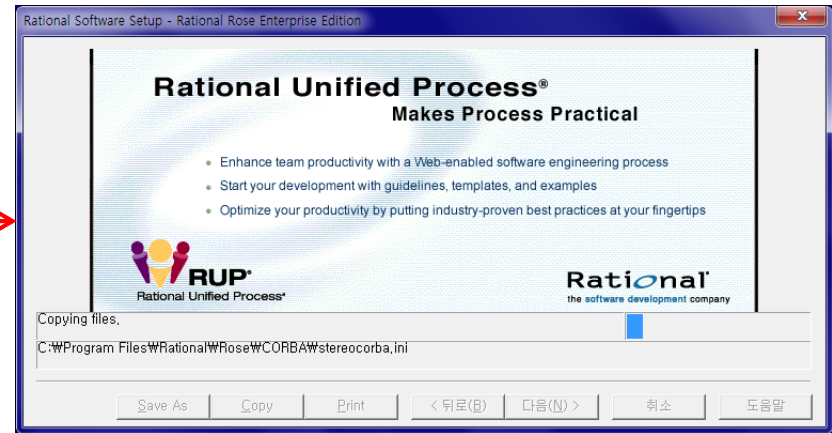 Rational Software Setup - Rational Rose Enterprise Edition
Rational Unified Process®
Makes Process Practical
Enhance team productivity with a Web-enabled software engineering process
Start your development with guidelines, templates, and examples
Optimize your productivity by putting industry-proven best practices at your fingertips
RUP®
Rational Unified Process®
Rational®
the software development company
Copying files,
C:₩Program Files₩Rational₩Rose₩CORBA₩stereocorba,ini
Save As Copy Print < 뒤로(B) 다음(N) > 취소 도움말